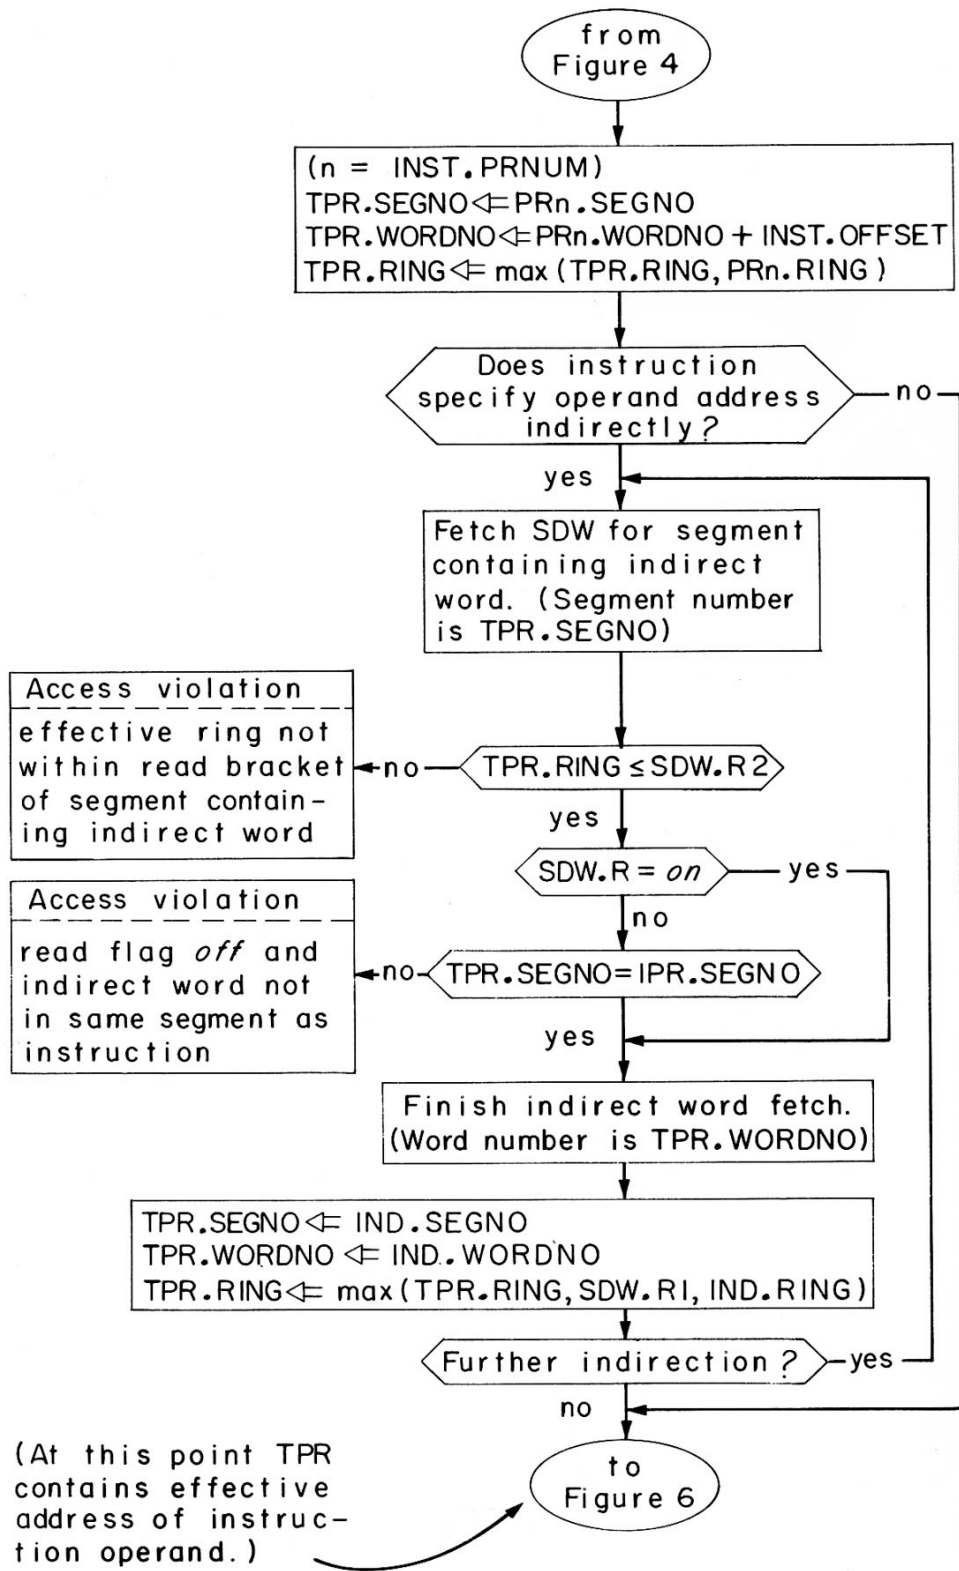 from
Figure 4
(n = INST.PRNUM)
TPR.SEGNO⇐PRn.SEGNO
TPR.WORDNO⇐PRn.WORDNO + INST.OFFSET
TPR.RING⇐ max (TPR.RING, PRn.RING)
Does instruction
specify operand address
indirectly?
no
yes
Fetch SDW for segment
containing indirect
word. (Segment number
is TPR.SEGNO)
Access violation
effective ring not
within read bracket
of segment contain-
ing indirect word
no
TPR.RING ≤ SDW.R2
yes
SDW.R = on
yes
no
Access violation
read flag off and
indirect word not
in same segment as
instruction
no
TPR.SEGNO = IPR.SEGNO
yes
Finish indirect word fetch.
(Word number is TPR.WORDNO)
TPR.SEGNO⇐ IND.SEGNO
TPR.WORDNO ⇐ IND..WORDNO
TPR.RING⇐ max (TPR.RING, SDW.R1, IND.RING)
Further indirection?
yes
no
to
Figure 6
(At this point TPR
contains effective
address of instruc-
tion operand.)